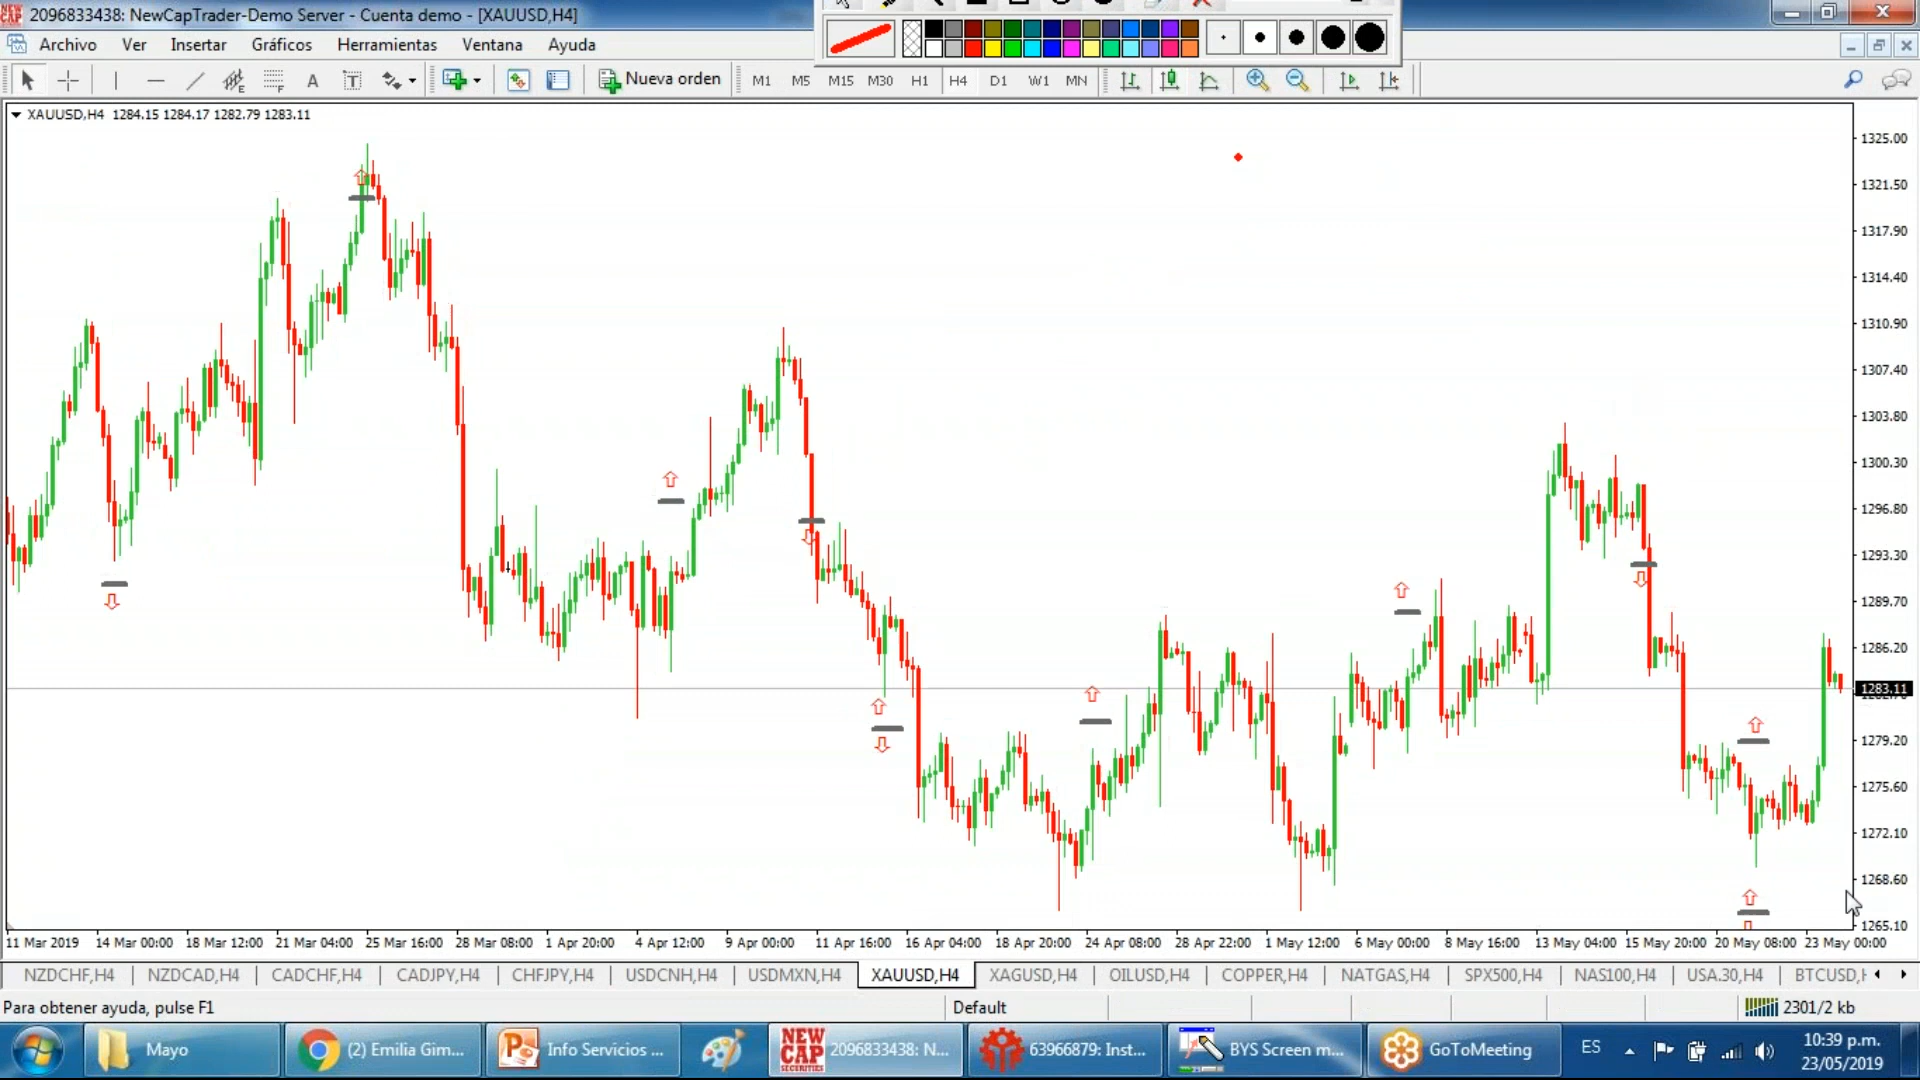 NEW CAP 2096833438: NewCapTrader-Demo Server - Cuenta demo - [XAUUSD,H4]
Archivo Ver Insertar Gráficos Herramientas Ventana Ayuda
A T Nueva orden M1 M5 M15 M30 H1 H4 D1 W1 MN
XAUUSD,H4 1284.15 1284.17 1282.79 1283.11
1325.00
1321.50
1317.90
1314.40
1310.90
1307.40
1303.80
1300.30
1296.80
1293.30
1289.70
1286.20
1283.11
1279.20
1275.60
1272.10
1268.60
1265.10
11 Mar 2019 14 Mar 00:00 18 Mar 12:00 21 Mar 04:00 25 Mar 16:00 28 Mar 08:00 1 Apr 20:00 4 Apr 12:00 9 Apr 00:00 11 Apr 16:00 16 Apr 04:00 18 Apr 20:00 24 Apr 08:00 28 Apr 22:00 1 May 12:00 6 May 00:00 8 May 16:00 13 May 04:00 15 May 20:00 20 May 08:00 23 May 00:00
NZDCHF,H4 NZDCAD,H4 CADCHF,H4 CADJPY,H4 CHFJPY,H4 USDCNH,H4 USDMXN,H4 XAUUSD,H4 XAGUSD,H4 OILUSD,H4 COPPER,H4 NATGAS,H4 SPX500,H4 NAS100,H4 USA.30,H4 BTCUSD,H
Para obtener ayuda, pulse F1 Default 2301/2 kb
Mayo (2) Emilia Gim... Info Servicios ... NEW CAP SECURITIES 2096833438: N... 63966879: Inst... BYS Screen m... GoToMeeting ES 10:39 p.m.
23/05/2019